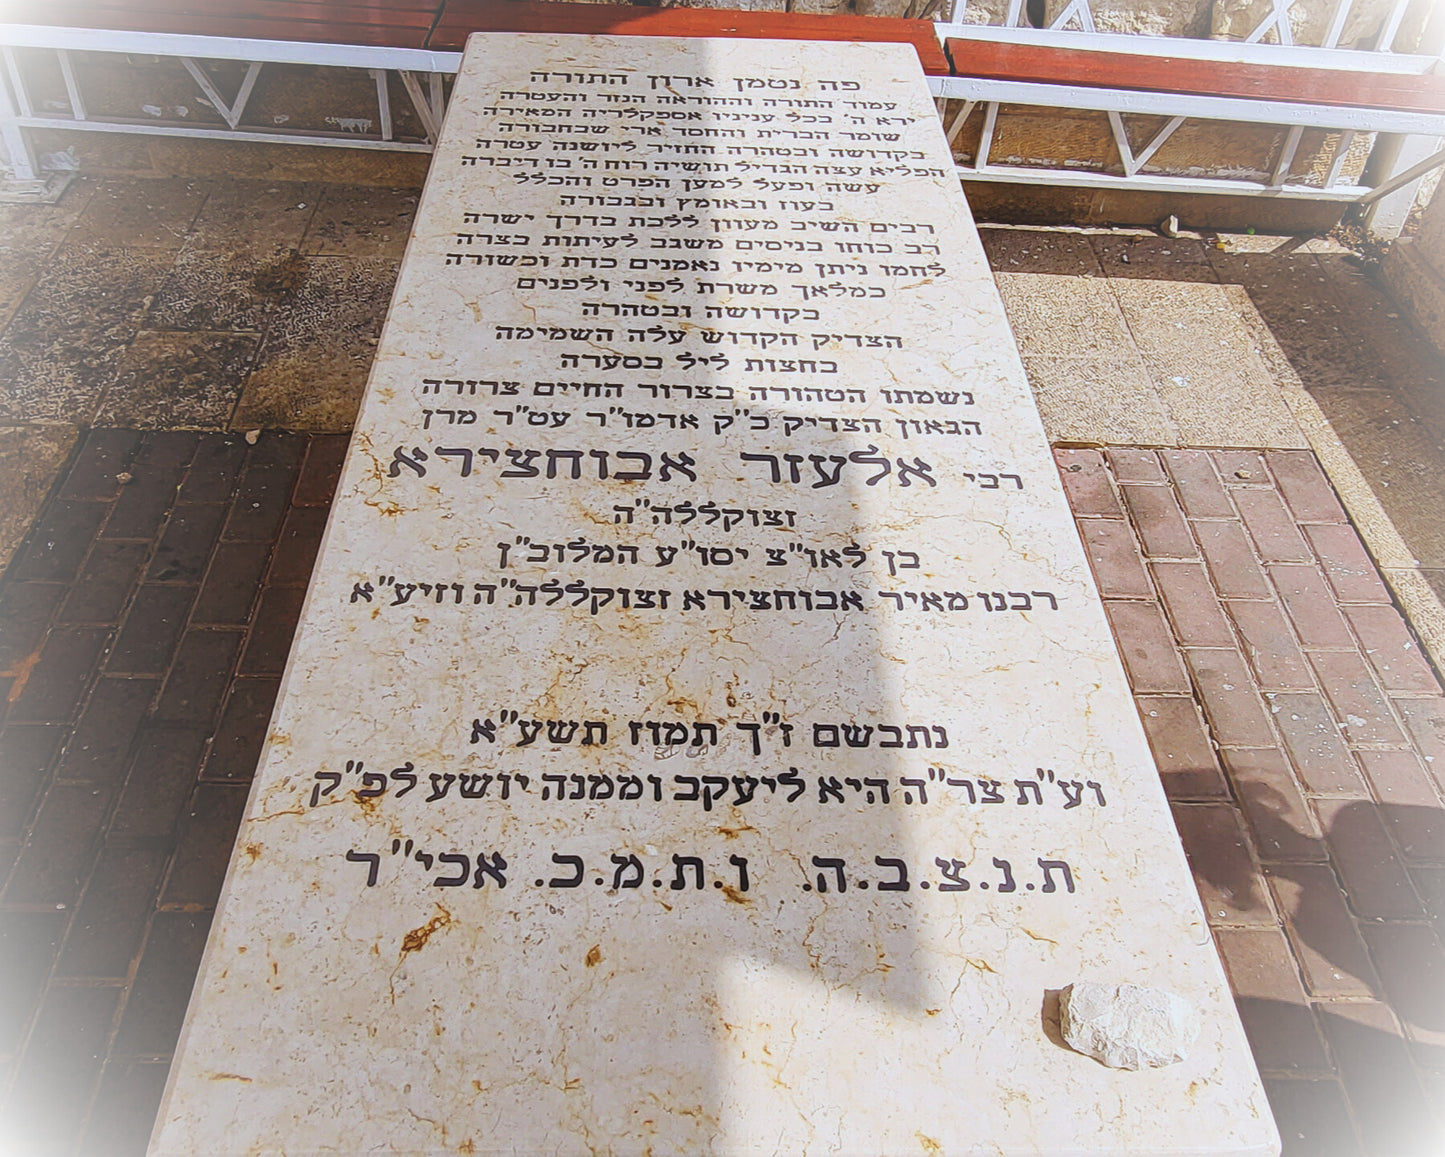 פה נטמן ארון התורה
עמוד התורה וההוראה הנזר והעטרה
ירא ה' בכל עניניו אספקלריה המאירה
שומר הברית והחסד ארי שבחבורה
בקדושה ובטהרה החזיר ליושנה עטרה
הפליא עצה הגדיל תושיה רוח ה' בו דיברה
עשה ופעל למען הפרט והכלל
בעוז ובאומץ ובגבורה
רבים השיב מעוון ללכת בדרך ישרה
רב כוחו בניסים משגב לעיתות בצרה
לחמו ניתן מימיו נאמנים כדת וכשורה
כמלאך משרת לפני ולפנים
בקדושה ובטהרה
הצדיק הקדוש עלה השמימה
בחצות ליל בסערה
נשמתו הטהורה בצרור החיים צרורה
הגאון הצדיק כ"ק אדמו"ר עט"ר מרן
רבי אלעזר אבוחצירא
זצוקללה"ה
בן לאו"צ יסו"ע המלוב"ן
רבנו מאיר אבוחצירא זצוקללה"ה וזיע"א
נתבשם ז"ך תמוז תשע"א
וע"ת צר"ה היא ליעקב וממנה יושע לפ"ק
ת.נ.צ.ב.ה. ו.ת.מ.כ. אכי"ר